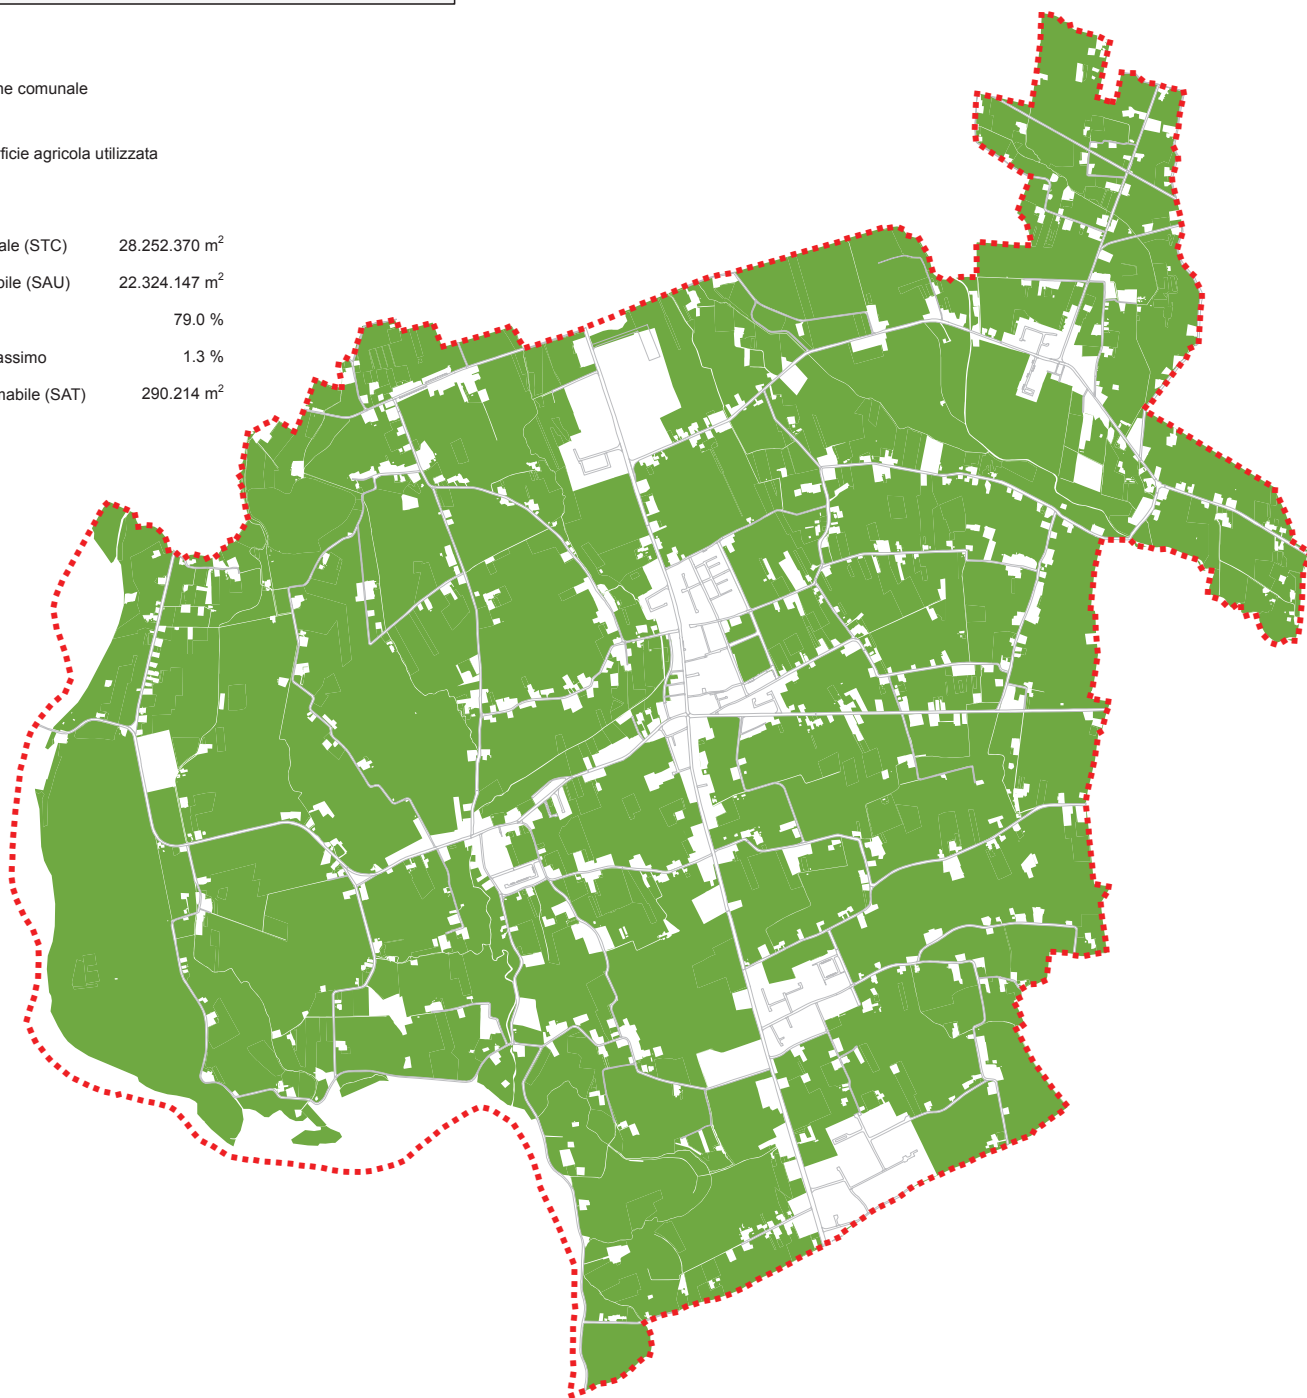 ne comunale
ficie agricola utilizzata
ale (STC) 28.252.370 m²
bile (SAU) 22.324.147 m²
79.0 %
assimo 1.3 %
mabile (SAT) 290.214 m²